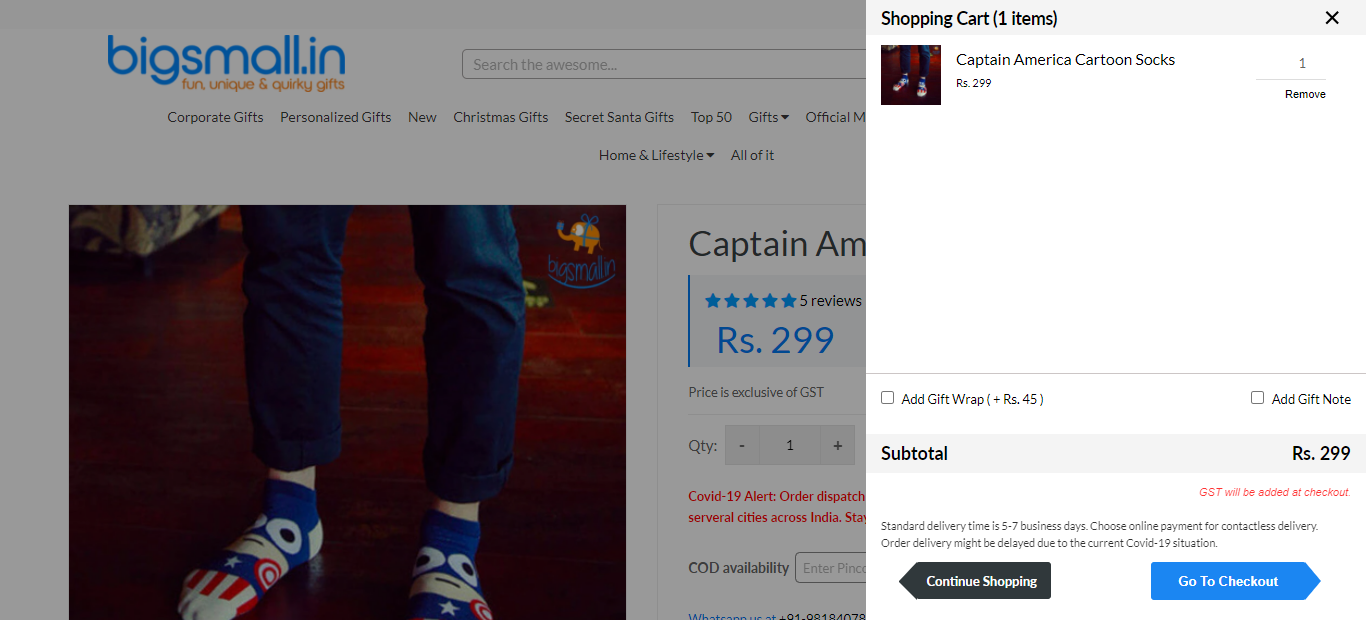 Shopping Cart (1 items)
Captain America Cartoon Socks
1
Rs. 299
Remove
Add Gift Wrap ( + Rs. 45 )
Add Gift Note
Subtotal
Rs. 299
GST will be added at checkout.
Standard delivery time is 5-7 business days. Choose online payment for contactless delivery.
Order delivery might be delayed due to the current Covid-19 situation.
Continue Shopping
Go To Checkout
bigsmall.in
fun, unique & quirky gifts
Search the awesome...
Corporate Gifts Personalized Gifts New Christmas Gifts Secret Santa Gifts Top 50 Gifts Official M
Home & Lifestyle All of it
bigsmall.in
Captain Am
5 reviews
Rs. 299
Price is exclusive of GST
Qty: - 1 +
Covid-19 Alert: Order dispatch
serveral cities across India. Stay
COD availability Enter Pinco
Whatsapp us at +91-98184078